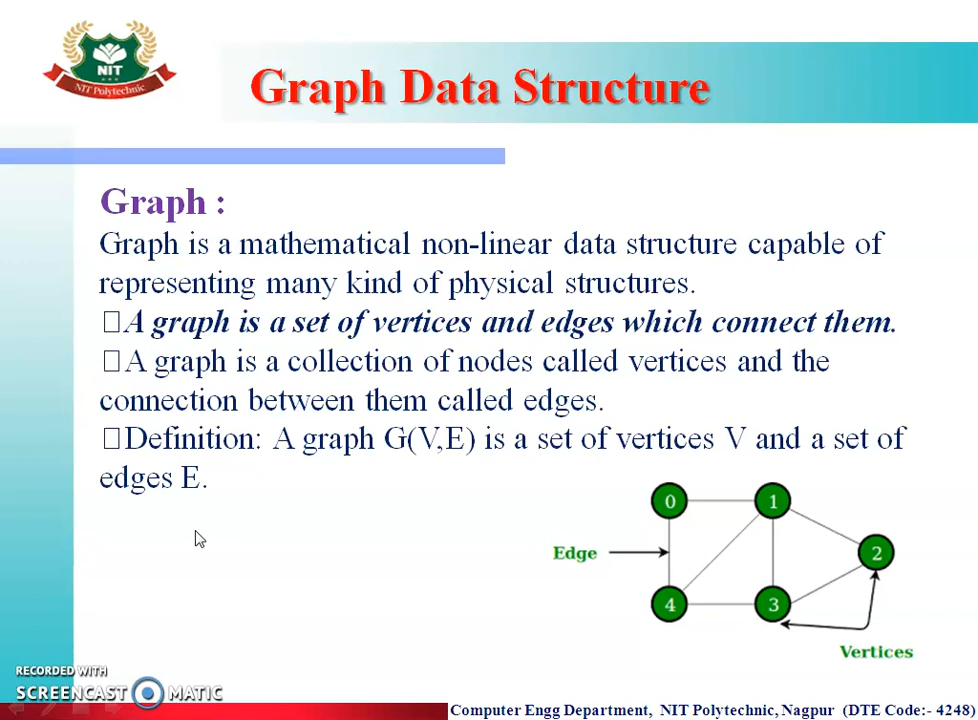 NIT
NIT Polytechnic
Graph Data Structure
Graph :
Graph is a mathematical non-linear data structure capable of
representing many kind of physical structures.
A graph is a set of vertices and edges which connect them.
A graph is a collection of nodes called vertices and the
connection between them called edges.
Definition: A graph G(V,E) is a set of vertices V and a set of
edges E.
0
1
Edge
2
4
3
Vertices
RECORDED WITH
SCREENCAST MATIC
Computer Engg Department, NIT Polytechnic, Nagpur (DTE Code:- 4248)